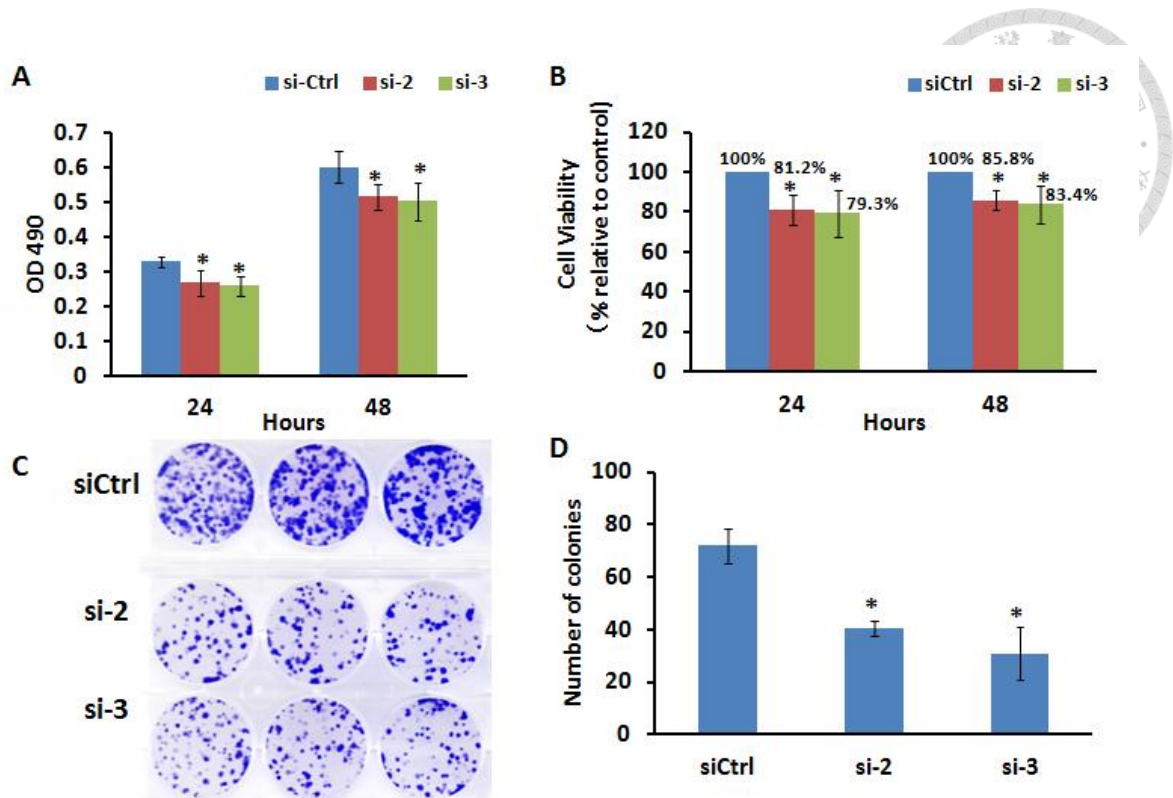 A
si-Ctrl si-2 si-3
0.7
0.6
0.5
0.4
0.3
0.2
0.1
0
OD 490
* *
* *
24 48
Hours
B
siCtrl si-2 si-3
120
100
80
60
40
20
0
Cell Viability
( % relative to control)
100% 81.2% 79.3%
* *
100% 85.8% 83.4%
* *
24 48
Hours
C
siCtrl
si-2
si-3
D
100
80
60
40
20
0
Number of colonies
* *
siCtrl si-2 si-3